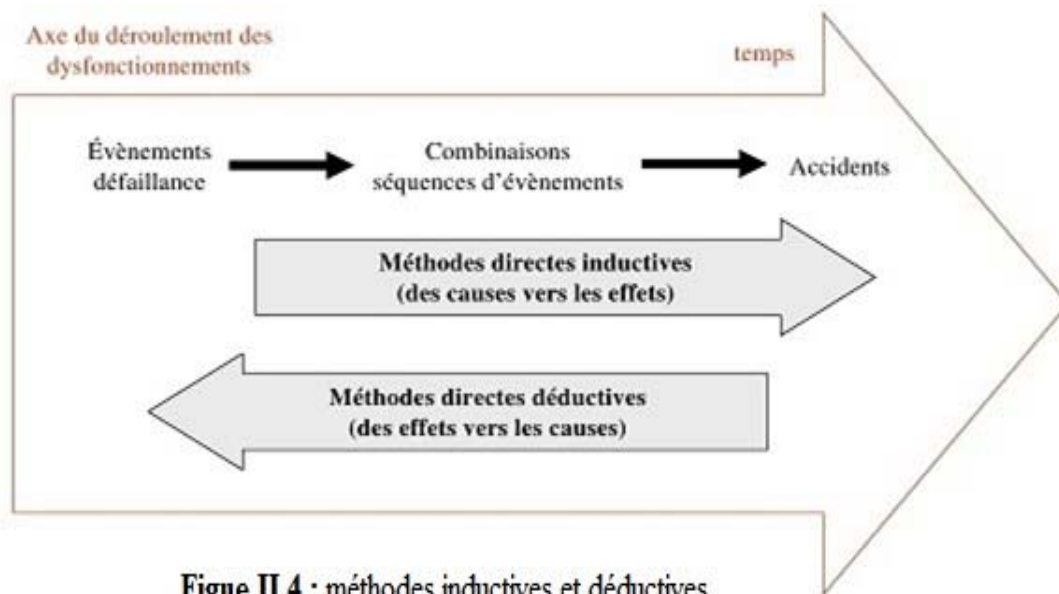 Axe du déroulement des
dysfonctionnements
temps
Évènements
défaillance
Combinaisons
séquences d'évènements
Accidents
Méthodes directes inductives
(des causes vers les effets)
Méthodes directes déductives
(des effets vers les causes)
Figue II.4 : méthodes inductives et déductives